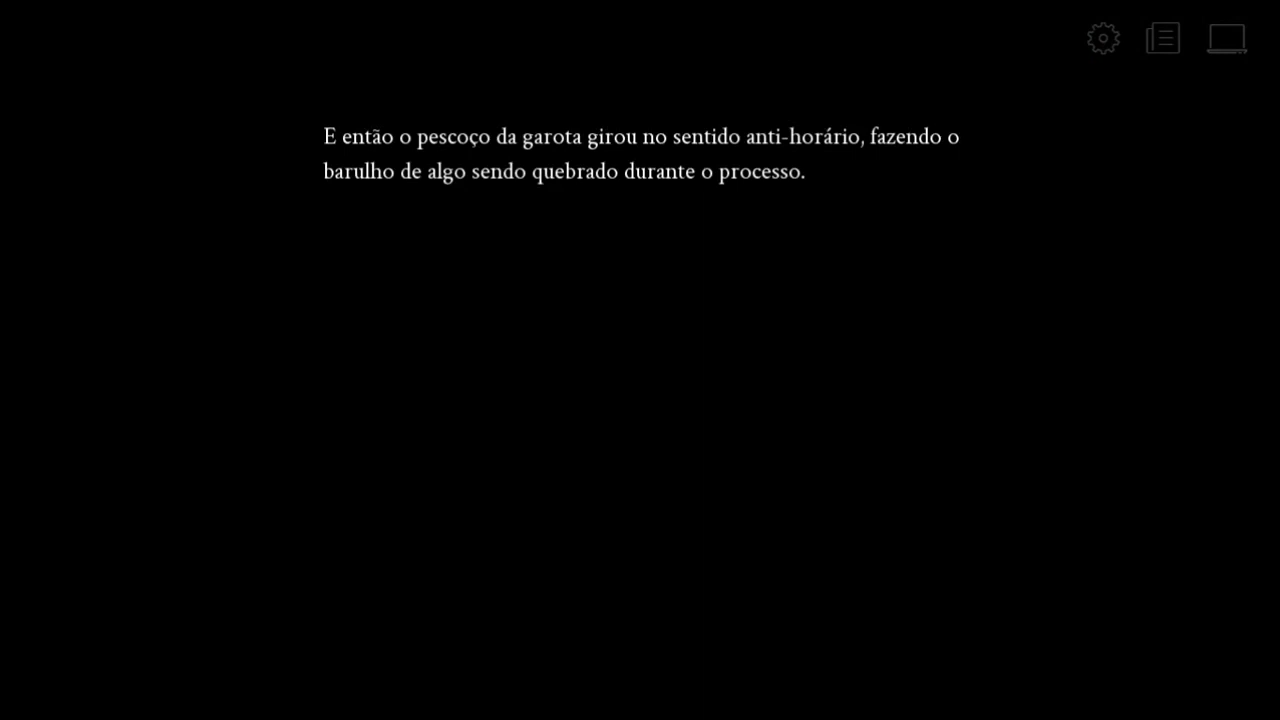 E então o pescoço da garota girou no sentido anti-horário, fazendo o
barulho de algo sendo quebrado durante o processo.